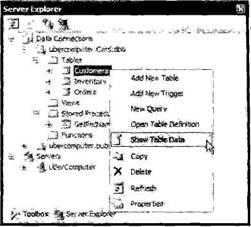 Server Explorer
Data Connections
ubercomputer.Cars.dbo
Tables
Customers
Inventory
Orders
Views
Stored Procedu
GetPetNam
Functions
ubercomputer.pub
Servers
UberComputer
Add New Table
Add New Trigger
New Query
Open Table Definition
Show Table Data
Copy
Delete
Refresh
Properties
Toolbox
Server Explorer